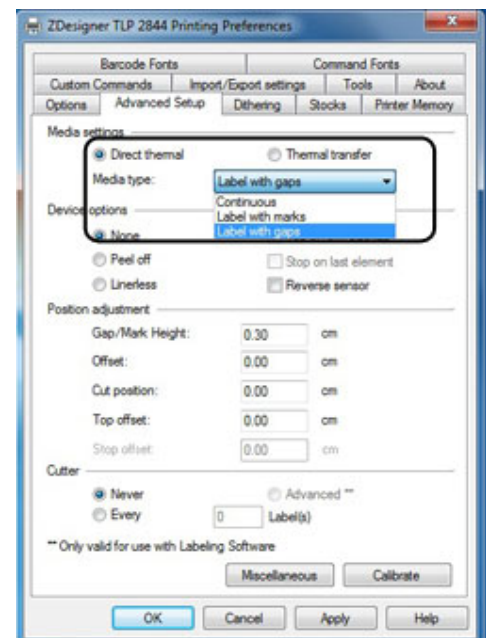 ZDesigner TLP 2844 Printing Preferences
Barcode Fonts Command Fonts
Custom Commands Import/Export settings Tools About
Options Advanced Setup Dithering Stocks Printer Memory
Media settings
Direct thermal Thermal transfer
Media type: Label with gaps
Continuous
Label with marks
Label with gaps
Device options
None
Peel off Stop on last element
Linerless Reverse sensor
Position adjustment
Gap/Mark Height: 0.30 cm
Offset: 0.00 cm
Cut position: 0.00 cm
Top offset: 0.00 cm
Stop offset: 0.00 cm
Cutter
Never Advanced **
Every 0 Label(s)
** Only valid for use with Labeling Software
Miscellaneous Calibrate
OK Cancel Apply Help